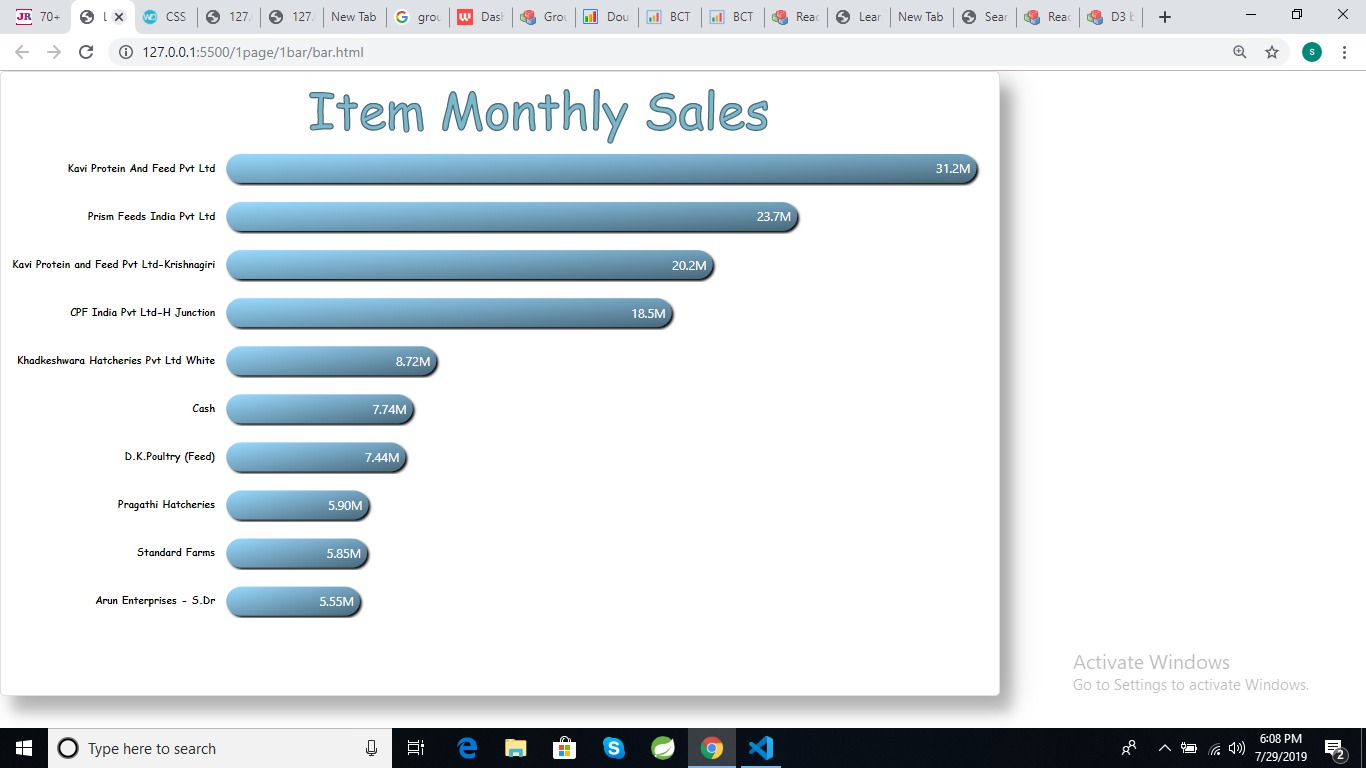 JR 70+ L WD CSS 127. 127. New Tab grou Dash Grou Dou BCT BCT Reac Lear New Tab Sear Reac D3 b
127.0.0.1:5500/1page/1bar/bar.html s
Item Monthly Sales
Kavi Protein And Feed Pvt Ltd 31.2M
Prism Feeds India Pvt Ltd 23.7M
Kavi Protein and Feed Pvt Ltd-Krishnagiri 20.2M
CPF India Pvt Ltd-H Junction 18.5M
Khadkeshwara Hatcheries Pvt Ltd White 8.72M
Cash 7.74M
D.K.Poultry (Feed) 7.44M
Pragathi Hatcheries 5.90M
Standard Farms 5.85M
Arun Enterprises - S.Dr 5.55M
Activate Windows
Go to Settings to activate Windows.
Type here to search
6:08 PM
7/29/2019
2